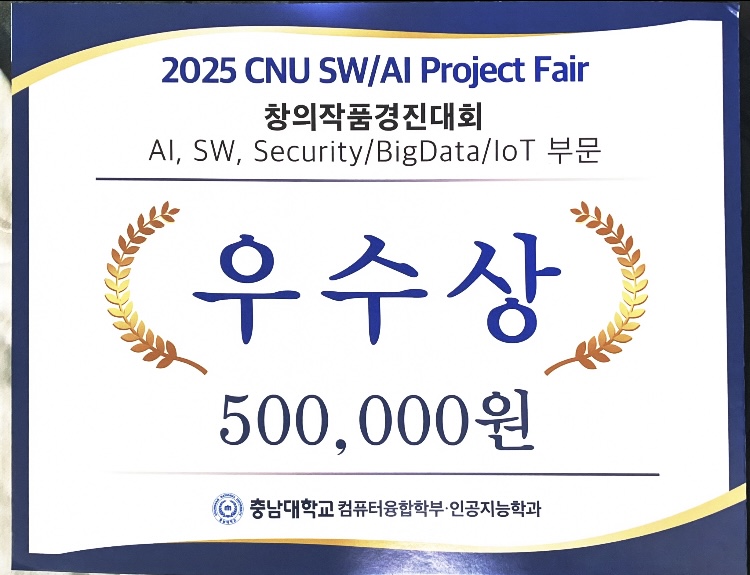 2025 CNU SW/AI Project Fair
창의작품경진대회
AI, SW, Security/BigData/IoT 부문
우수상
500,000원
충남대학교 컴퓨터융합학부·인공지능학과